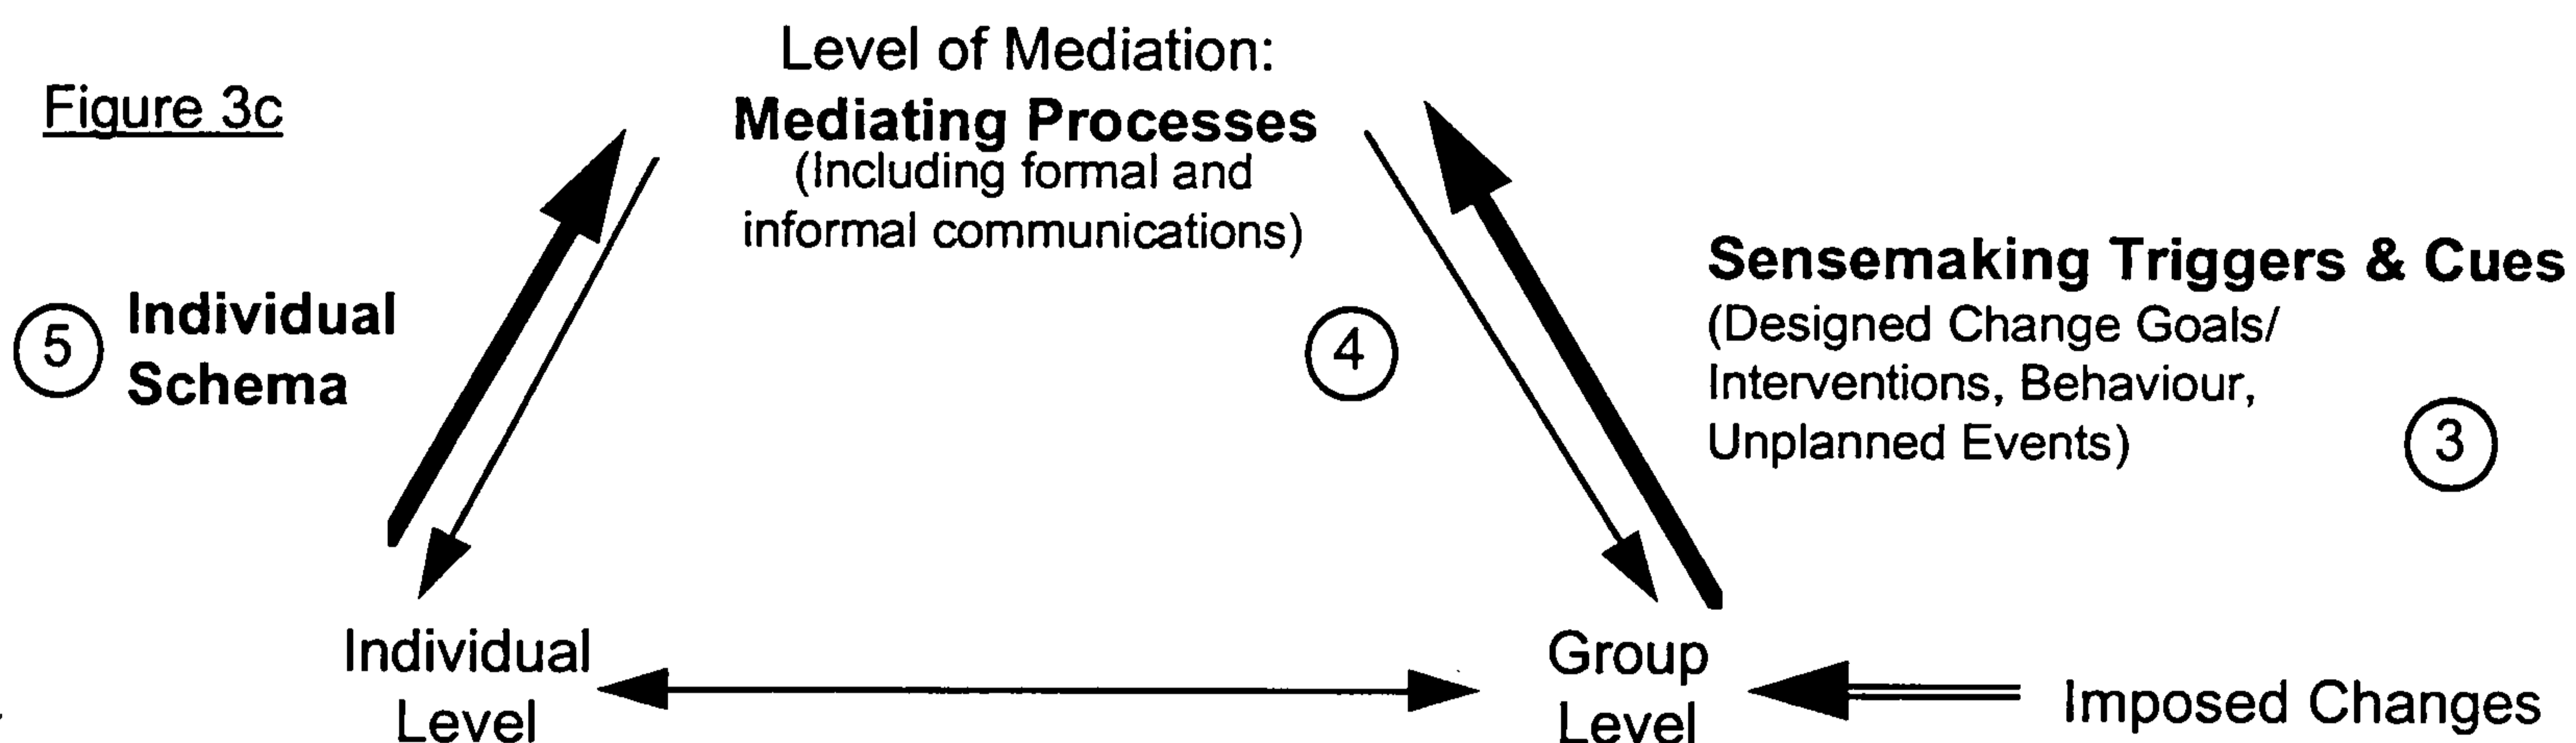 Figure 3c
Level of Mediation:
Mediating Processes
(Including formal and
informal communications)
Sensemaking Triggers & Cues
(Designed Change Goals/
Interventions, Behaviour,
Unplanned Events)
3
4
5
Individual
Schema
Individual
Level
Group
Level
Imposed Changes